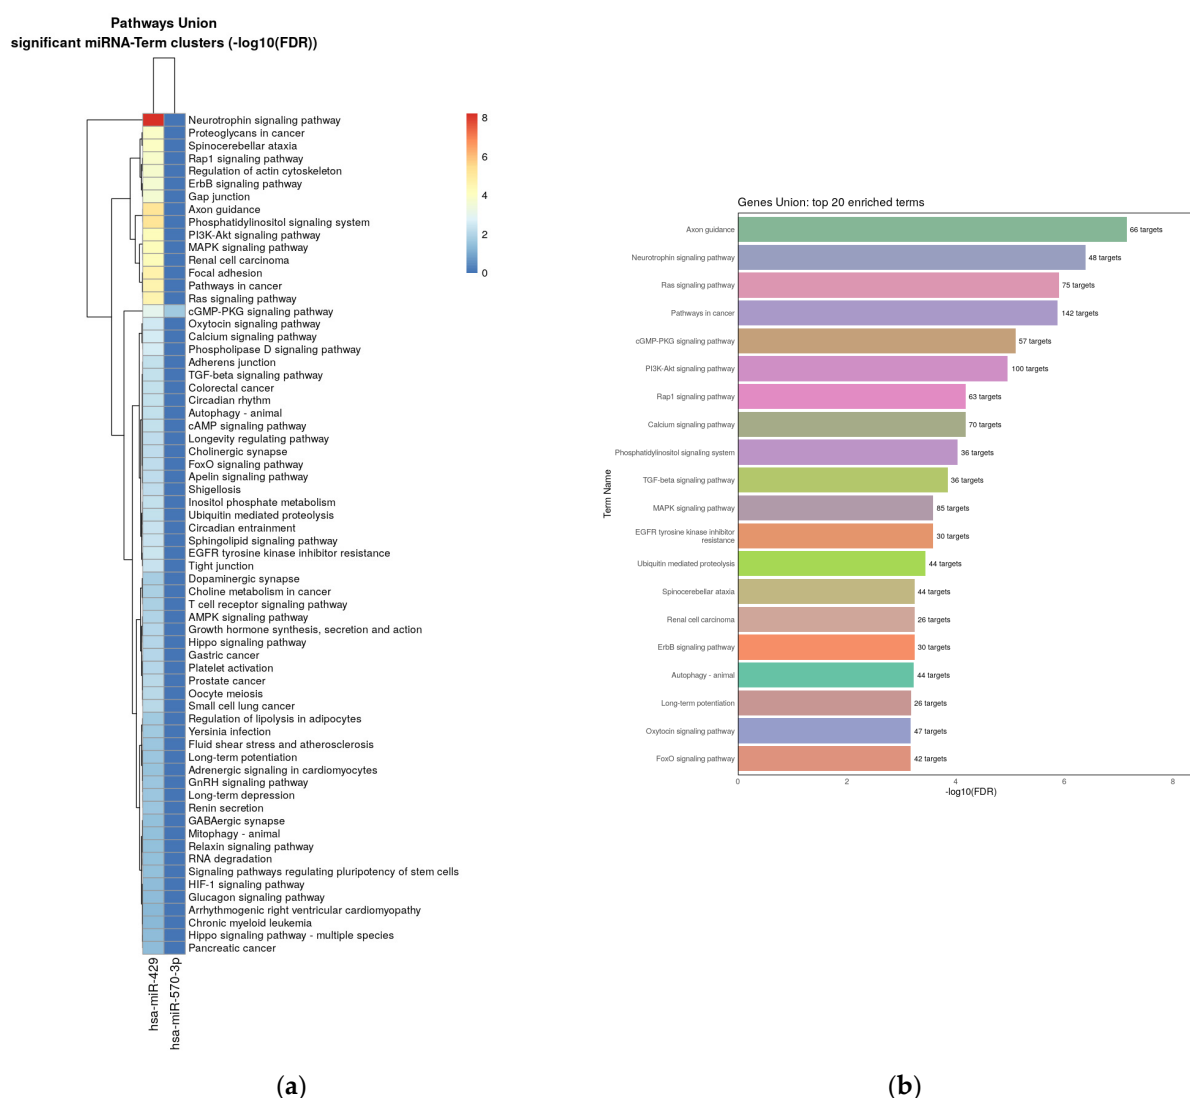 Pathways Union
significant miRNA-Term clusters (-log10(FDR))
Neurotrophin signaling pathway
Proteoglycans in cancer
Spinocerebellar ataxia
Rap1 signaling pathway
Regulation of actin cytoskeleton
ErbB signaling pathway
Gap junction
Axon guidance
Phosphatidylinositol signaling system
PI3K-Akt signaling pathway
MAPK signaling pathway
Renal cell carcinoma
Focal adhesion
Pathways in cancer
Ras signaling pathway
cGMP-PKG signaling pathway
Oxytocin signaling pathway
Calcium signaling pathway
Phospholipase D signaling pathway
Adherens junction
TGF-beta signaling pathway
Colorectal cancer
Circadian rhythm
Autophagy - animal
cAMP signaling pathway
Longevity regulating pathway
Cholinergic synapse
FoxO signaling pathway
Apelin signaling pathway
Shigellosis
Inositol phosphate metabolism
Ubiquitin mediated proteolysis
Circadian entrainment
Sphingolipid signaling pathway
EGFR tyrosine kinase inhibitor resistance
Tight junction
Dopaminergic synapse
Choline metabolism in cancer
T cell receptor signaling pathway
AMPK signaling pathway
Growth hormone synthesis, secretion and action
Hippo signaling pathway
Gastric cancer
Platelet activation
Prostate cancer
Oocyte meiosis
Small cell lung cancer
Regulation of lipolysis in adipocytes
Yersinia infection
Fluid shear stress and atherosclerosis
Long-term potentiation
Adrenergic signaling in cardiomyocytes
GnRH signaling pathway
Long-term depression
Renin secretion
GABAergic synapse
Mitophagy - animal
Relaxin signaling pathway
RNA degradation
Signaling pathways regulating pluripotency of stem cells
HIF-1 signaling pathway
Glucagon signaling pathway
Arrhythmogenic right ventricular cardiomyopathy
Chronic myeloid leukemia
Hippo signaling pathway - multiple species
Pancreatic cancer
8
6
4
2
0
hsa-miR-429
hsa-miR-570-3p
(a)
Genes Union: top 20 enriched terms
Term Name
Axon guidance 66 targets
Neurotrophin signaling pathway 48 targets
Ras signaling pathway 75 targets
Pathways in cancer 142 targets
cGMP-PKG signaling pathway 57 targets
PI3K-Akt signaling pathway 100 targets
Rap1 signaling pathway 63 targets
Calcium signaling pathway 70 targets
Phosphatidylinositol signaling system 36 targets
TGF-beta signaling pathway 36 targets
MAPK signaling pathway 85 targets
EGFR tyrosine kinase inhibitor
resistance 30 targets
Ubiquitin mediated proteolysis 44 targets
Spinocerebellar ataxia 44 targets
Renal cell carcinoma 26 targets
ErbB signaling pathway 30 targets
Autophagy - animal 44 targets
Long-term potentiation 26 targets
Oxytocin signaling pathway 47 targets
FoxO signaling pathway 42 targets
0 2 4 6 8
-log10(FDR)
(b)